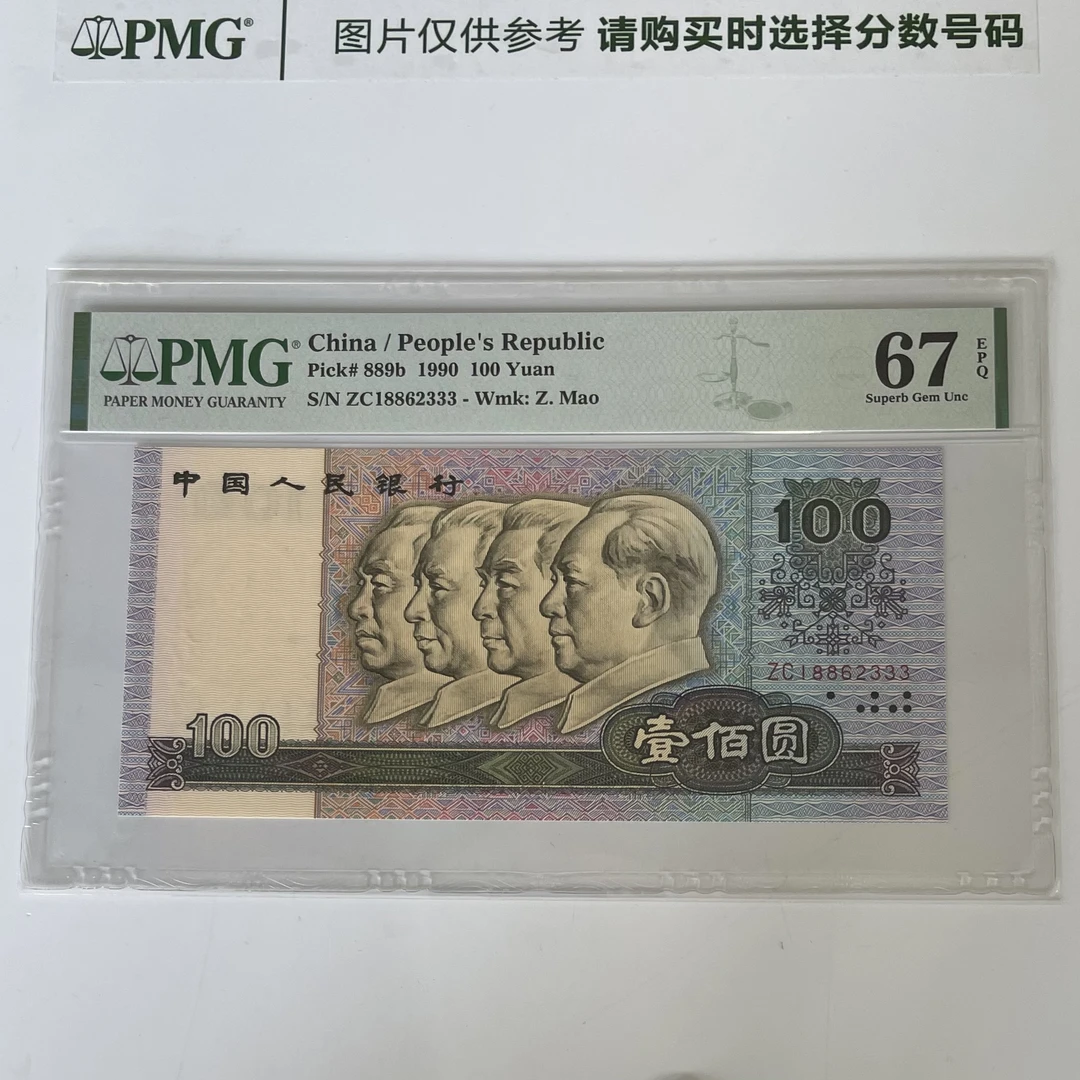 PMG®
图片仅供参考 请购买时选择分数号码
PMG®
PAPER MONEY GUARANTY
China / People's Republic
Pick# 889b 1990 100 Yuan
S/N ZC18862333 - Wmk: Z. Mao
67
EPQ
Superb Gem Unc
中国人民银行
100
ZC18862333
100
壹佰圆